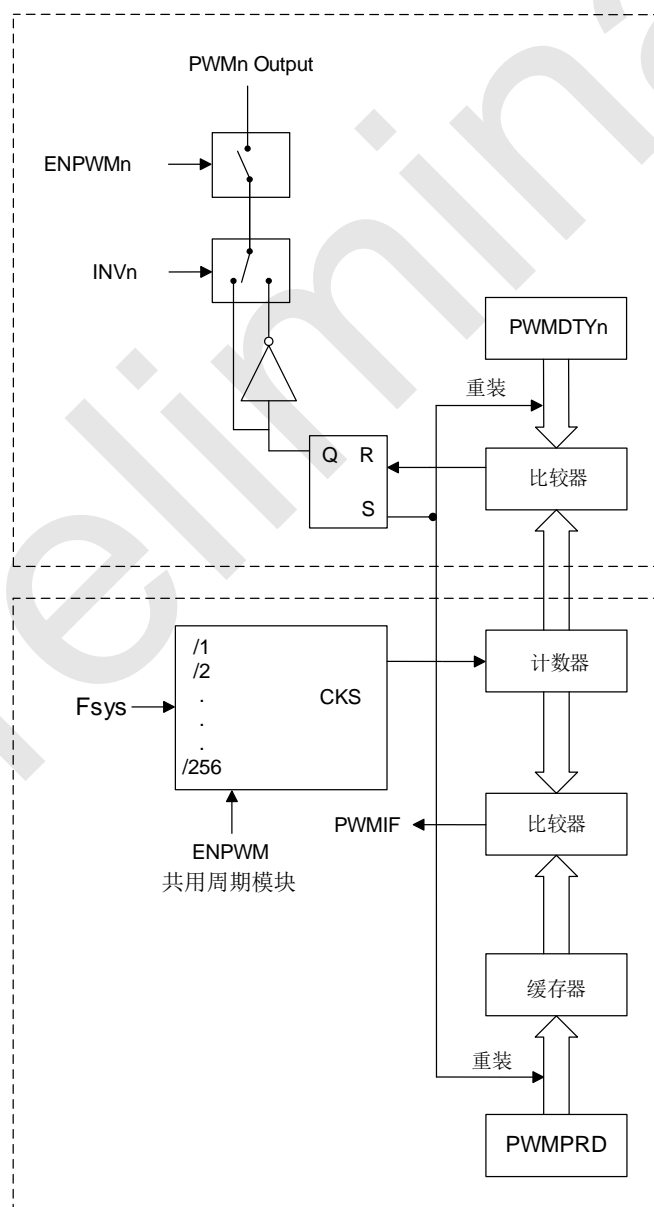 PWMn Output
ENPWMn
INVn
PWMDTYn
重装
Q R
S
比较器
/1
/2
.
.
.
/256
CKS
Fsys
计数器
ENPWM
共用周期模块
PWMIF
比较器
缓存器
重装
PWMPRD